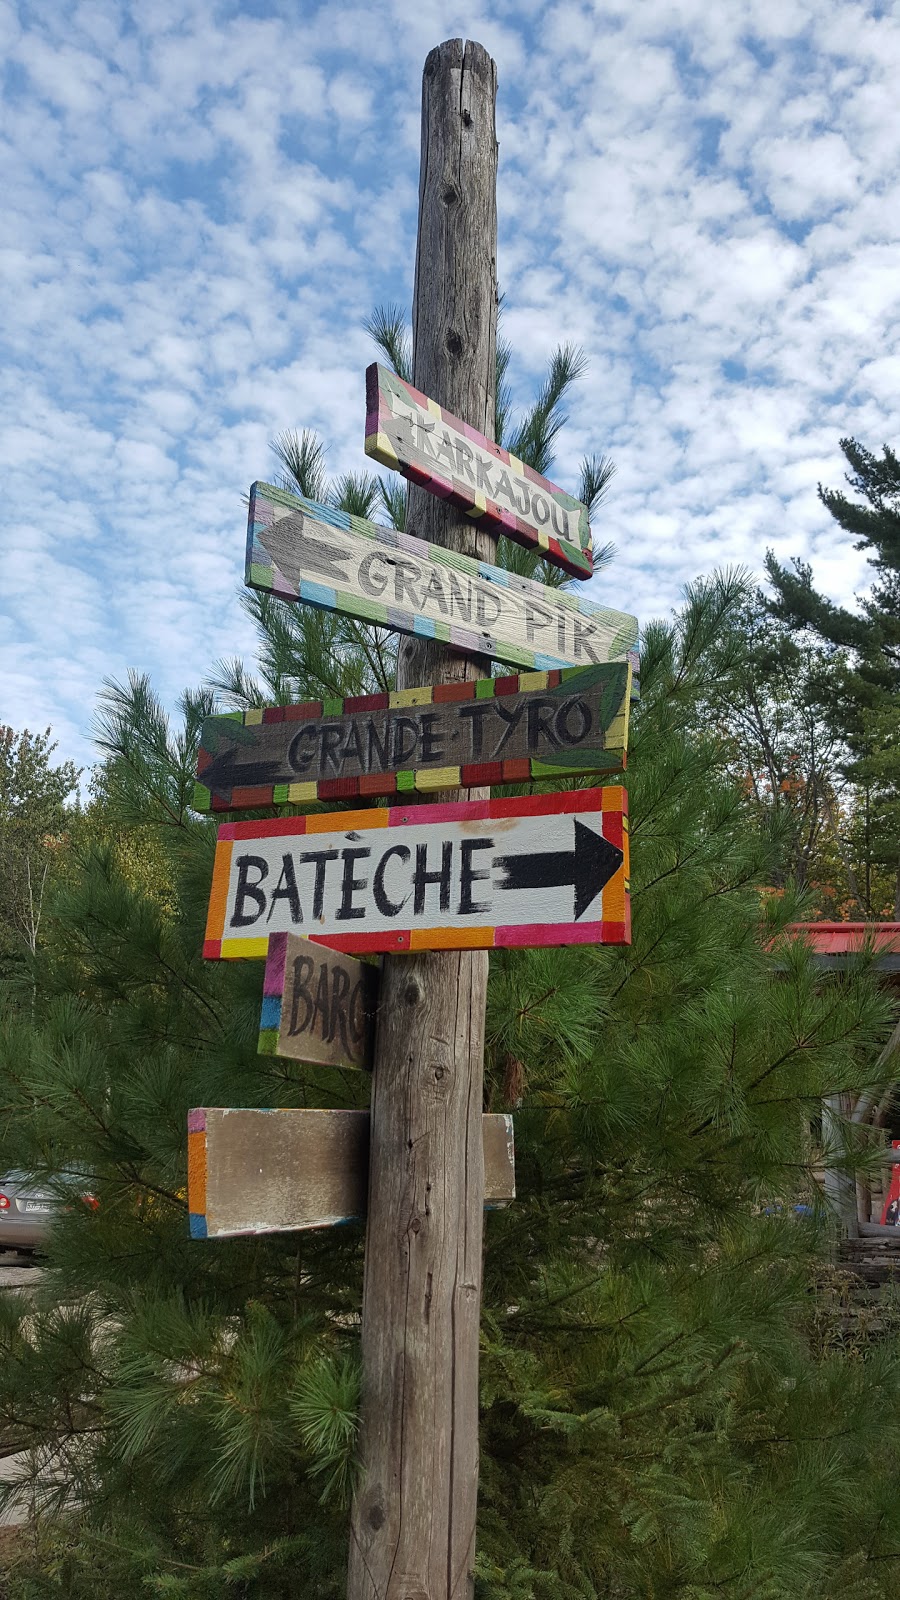 KARKAJOU
GRAND PIK
GRANDE-TYRO
BATÈCHE